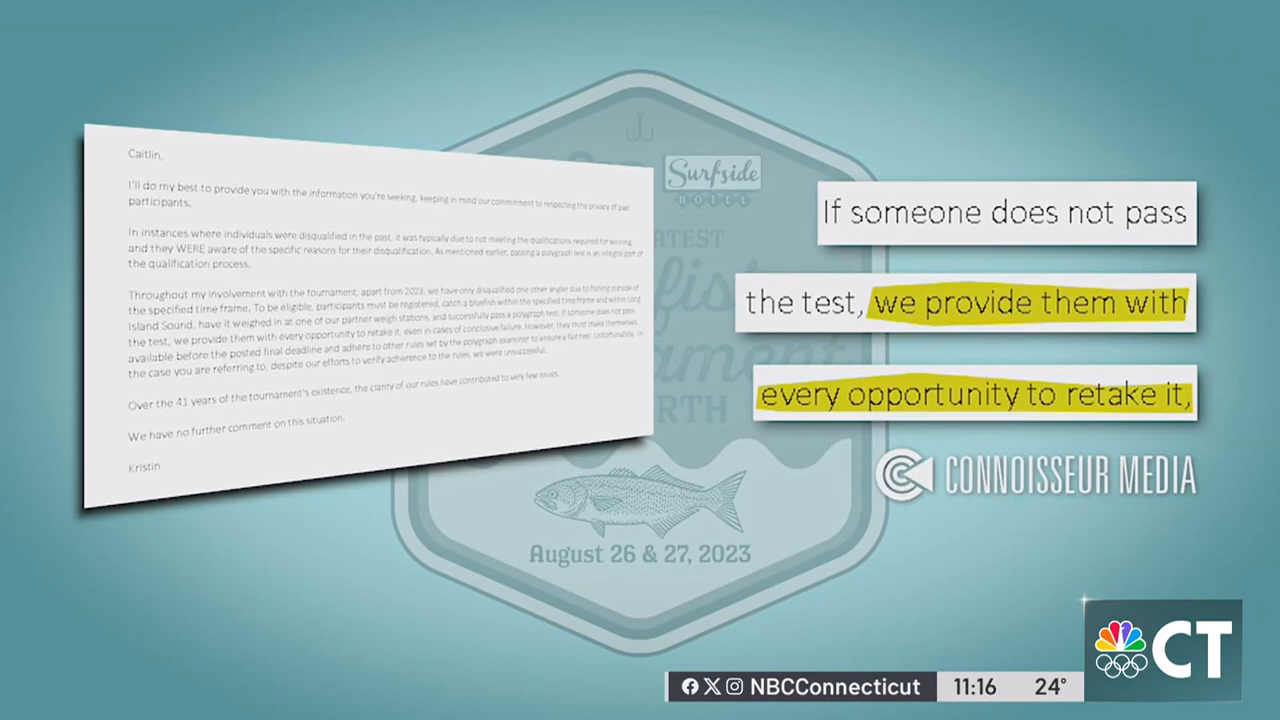 Caitlin,
I'll do my best to provide you with the information you're seeking, keeping in mind our commitment to respecting the privacy of past
participants.
In instances where individuals were disqualified in the past, it was typically due to not meeting the qualifications required for winning,
and they WERE aware of the specific reasons for their disqualification. As mentioned earlier, passing a polygraph test is an integral part of
the qualification process.
Throughout my involvement with the tournament, apart from 2023, we have only disqualified one other angler due to fishing outside of
the specified time frame. To be eligible, participants must be registered, catch a bluefish within the specified time frame and within Long
Island Sound, have it weighed in at one of our partner weigh stations, and successfully pass a polygraph test. If someone does not pass
the test, we provide them with every opportunity to retake it, even in cases of conclusive failure. However, they must make themselves
available before the posted final deadline and adhere to other rules set by the polygraph examiner to ensure a fair test. Unfortunately, in
the case you are referring to, despite our efforts to verify adherence to the rules, we were unsuccessful.
Over the 41 years of the tournament's existence, the clarity of our rules have contributed to very few issues.
We have no further comment on this situation.
Kristin
Surfside
HOTEL
ATEST
fis
ament
RTH
August 26 & 27, 2023
If someone does not pass
the test, we provide them with
every opportunity to retake it,
CONNOISSEUR MEDIA
NBCConnecticut 11:16 24°
CT